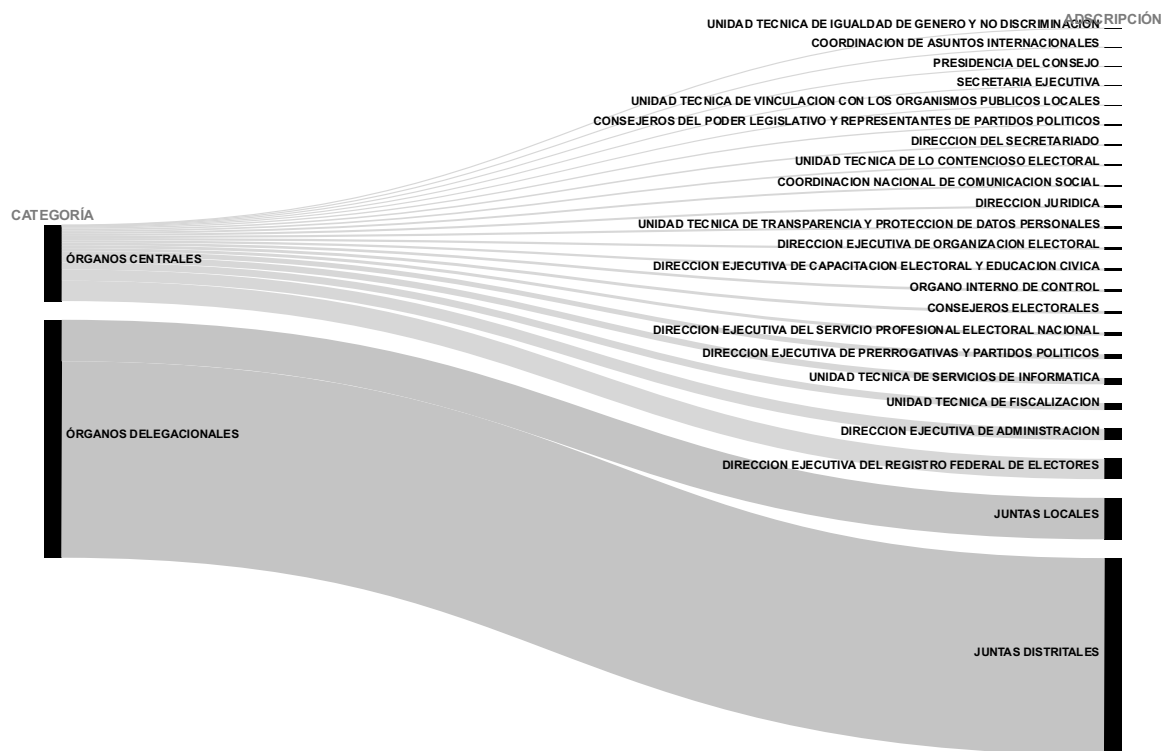 ADSCRIPCIÓN
UNIDAD TECNICA DE IGUALDAD DE GENERO Y NO DISCRIMINACION
COORDINACION DE ASUNTOS INTERNACIONALES
PRESIDENCIA DEL CONSEJO
SECRETARIA EJECUTIVA
UNIDAD TECNICA DE VINCULACION CON LOS ORGANISMOS PUBLICOS LOCALES
CONSEJEROS DEL PODER LEGISLATIVO Y REPRESENTANTES DE PARTIDOS POLITICOS
DIRECCION DEL SECRETARIADO
UNIDAD TECNICA DE LO CONTENCIOSO ELECTORAL
COORDINACION NACIONAL DE COMUNICACION SOCIAL
DIRECCION JURIDICA
CATEGORÍA
UNIDAD TECNICA DE TRANSPARENCIA Y PROTECCION DE DATOS PERSONALES
DIRECCION EJECUTIVA DE ORGANIZACION ELECTORAL
ÓRGANOS CENTRALES
DIRECCION EJECUTIVA DE CAPACITACION ELECTORAL Y EDUCACION CIVICA
ORGANO INTERNO DE CONTROL
CONSEJEROS ELECTORALES
DIRECCION EJECUTIVA DEL SERVICIO PROFESIONAL ELECTORAL NACIONAL
DIRECCION EJECUTIVA DE PRERROGATIVAS Y PARTIDOS POLITICOS
UNIDAD TECNICA DE SERVICIOS DE INFORMATICA
UNIDAD TECNICA DE FISCALIZACION
DIRECCION EJECUTIVA DE ADMINISTRACION
ÓRGANOS DELEGACIONALES
DIRECCION EJECUTIVA DEL REGISTRO FEDERAL DE ELECTORES
JUNTAS LOCALES
JUNTAS DISTRITALES